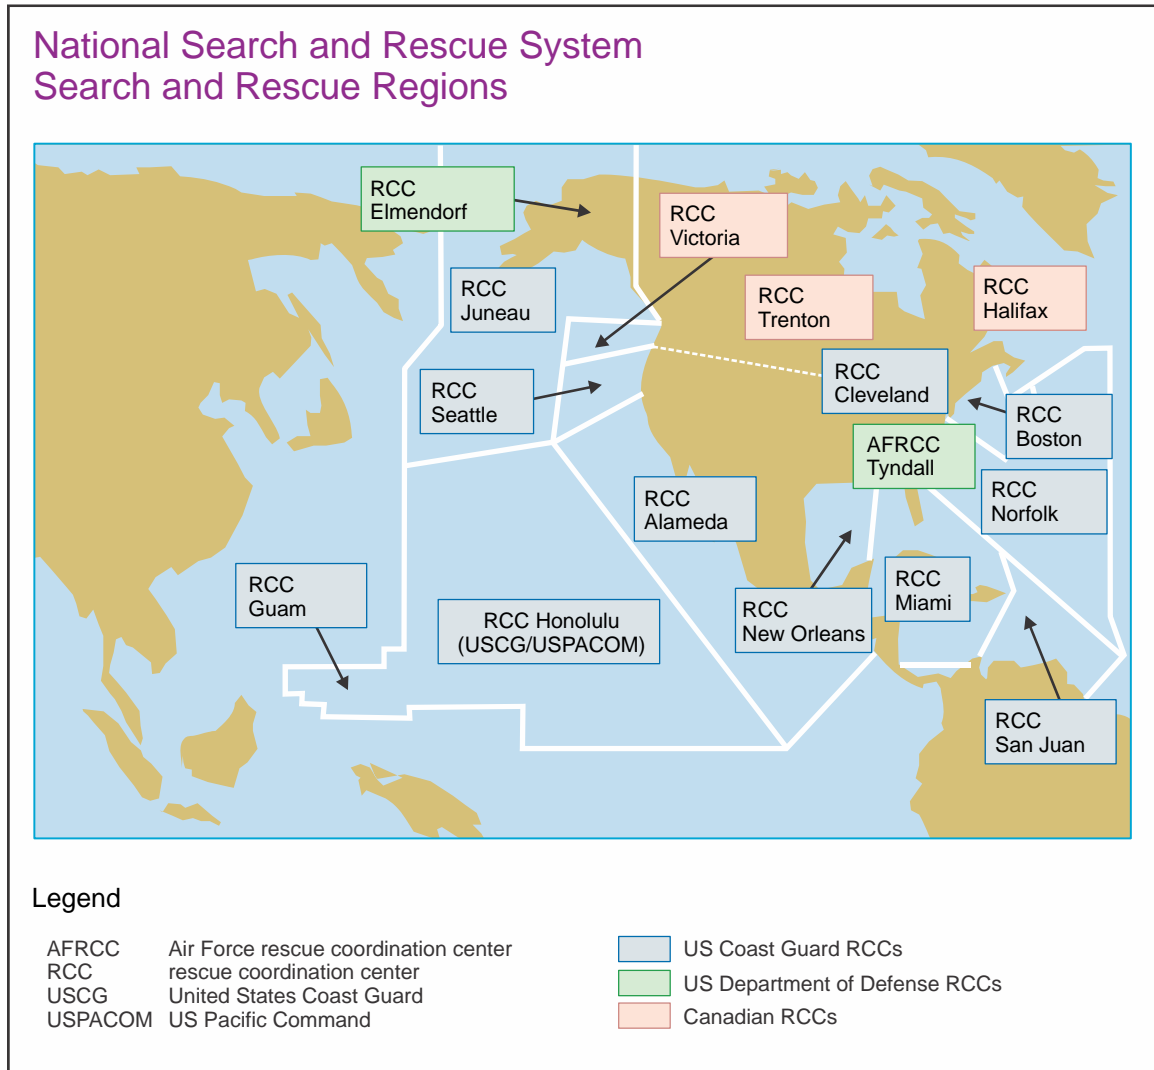 National Search and Rescue System
Search and Rescue Regions
RCC
Elmendorf
RCC
Victoria
RCC
Juneau
RCC
Trenton
RCC
Halifax
RCC
Seattle
RCC
Cleveland
RCC
Boston
AFRCC
Tyndall
RCC
Alameda
RCC
Norfolk
RCC
Guam
RCC Honolulu
(USCG/USPACOM)
RCC
New Orleans
RCC
Miami
RCC
San Juan
Legend
AFRCC Air Force rescue coordination center
RCC rescue coordination center
USCG United States Coast Guard
USPACOM US Pacific Command
US Coast Guard RCCs
US Department of Defense RCCs
Canadian RCCs